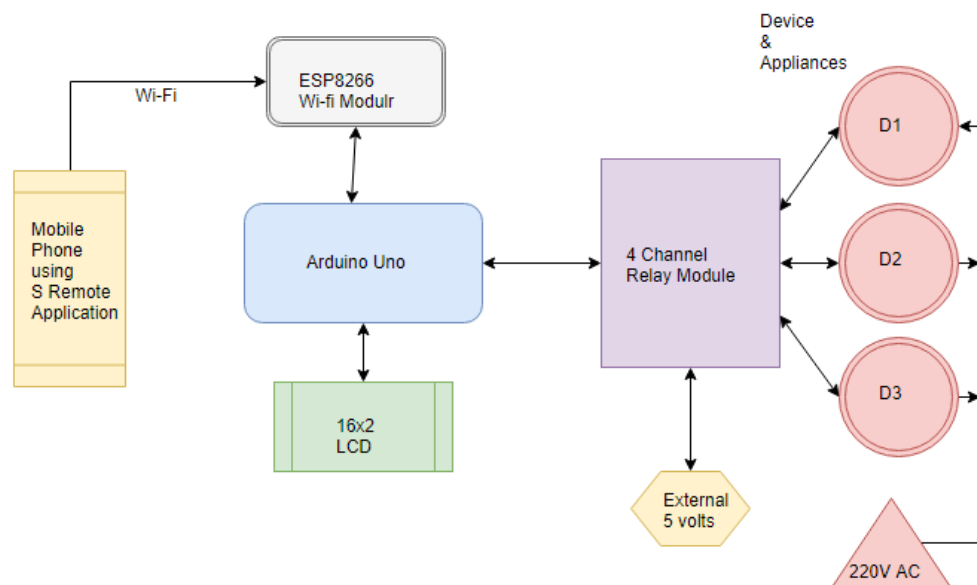 Device
&
Appliances
ESP8266
Wi-fi Modulr
Wi-Fi
D1
Mobile
Phone
using
S Remote
Application
Arduino Uno
4 Channel
Relay Module
D2
D3
16x2
LCD
External
5 volts
220V AC